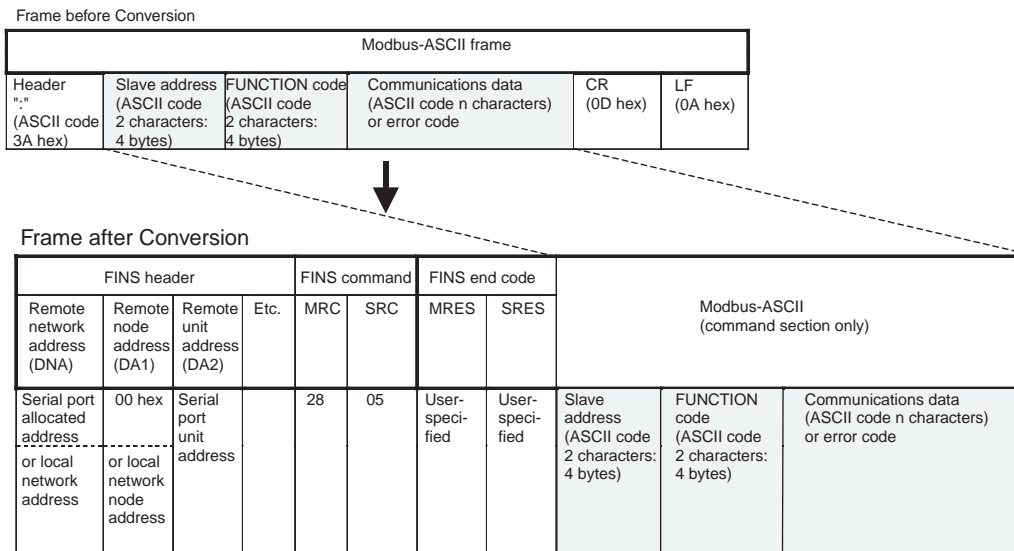 Frame before Conversion
Modbus-ASCII frame
Header
":"
(ASCII code
3A hex)
Slave address
(ASCII code
2 characters:
4 bytes)
FUNCTION code
(ASCII code
2 characters:
4 bytes)
Communications data
(ASCII code n characters)
or error code
CR
(0D hex)
LF
(0A hex)
Frame after Conversion
FINS header
FINS command
FINS end code
Modbus-ASCII
(command section only)
Remote
network
address
(DNA)
Remote
node
address
(DA1)
Remote
unit
address
(DA2)
Etc.
MRC
SRC
MRES
SRES
Serial port
allocated
address
or local
network
address
00 hex
or local
network
node
address
Serial
port
unit
address
28
05
User-
speci-
fied
User-
speci-
fied
Slave
address
(ASCII code
2 characters:
4 bytes)
FUNCTION
code
(ASCII code
2 characters:
4 bytes)
Communications data
(ASCII code n characters)
or error code